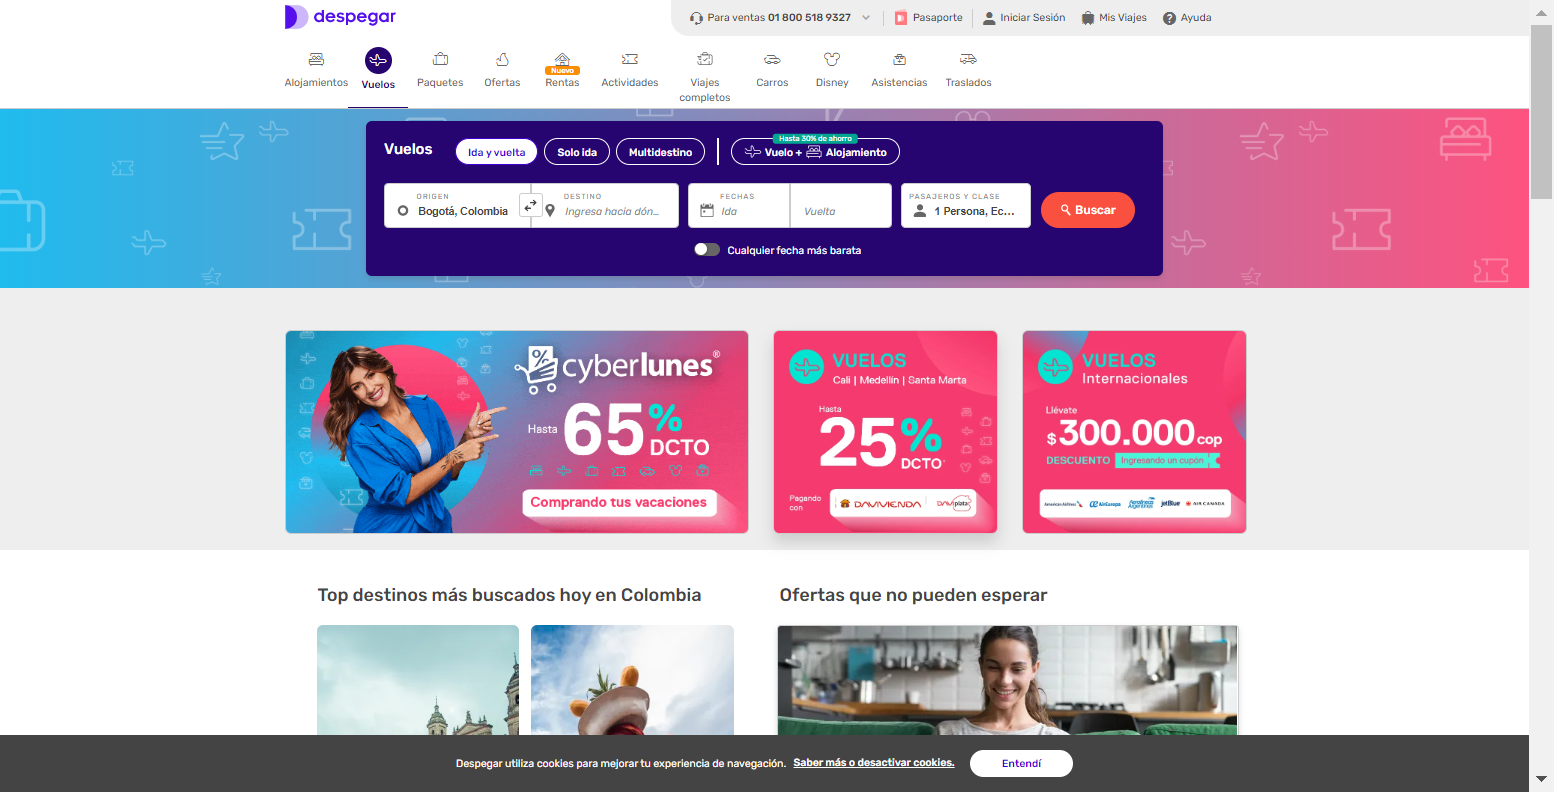 despegar
Para ventas 01 800 518 9327
Pasaporte
Iniciar Sesión
Mis Viajes
Ayuda
Alojamientos
Vuelos
Paquetes
Ofertas
Nuevo
Rentas
Actividades
Viajes
completos
Carros
Disney
Asistencias
Traslados
Vuelos
Ida y vuelta
Solo ida
Multidestino
Hasta 30% de ahorro
Vuelo + Alojamiento
ORIGEN
Bogotá, Colombia
DESTINO
Ingresa hacia dón...
FECHAS
Ida
Vuelta
PASAJEROS Y CLASE
1 Persona, Ec...
Buscar
Cualquier fecha más barata
cyberlunes®
Hasta 65% DCTO
Comprando tus vacaciones
VUELOS
Cali | Medellín | Santa Marta
Hasta
25% DCTO*
Pagando
con
DAVIVIENDA
DAVIplata
VUELOS
Internacionales
Llévate
$300.000 cop
DESCUENTO Ingresando un cupón
American Airlines
AirEuropa
Aerolíneas
Argentinas
jetBlue
AIR CANADA
Top destinos más buscados hoy en Colombia
Ofertas que no pueden esperar
Despegar utiliza cookies para mejorar tu experiencia de navegación. Saber más o desactivar cookies.
Entendí